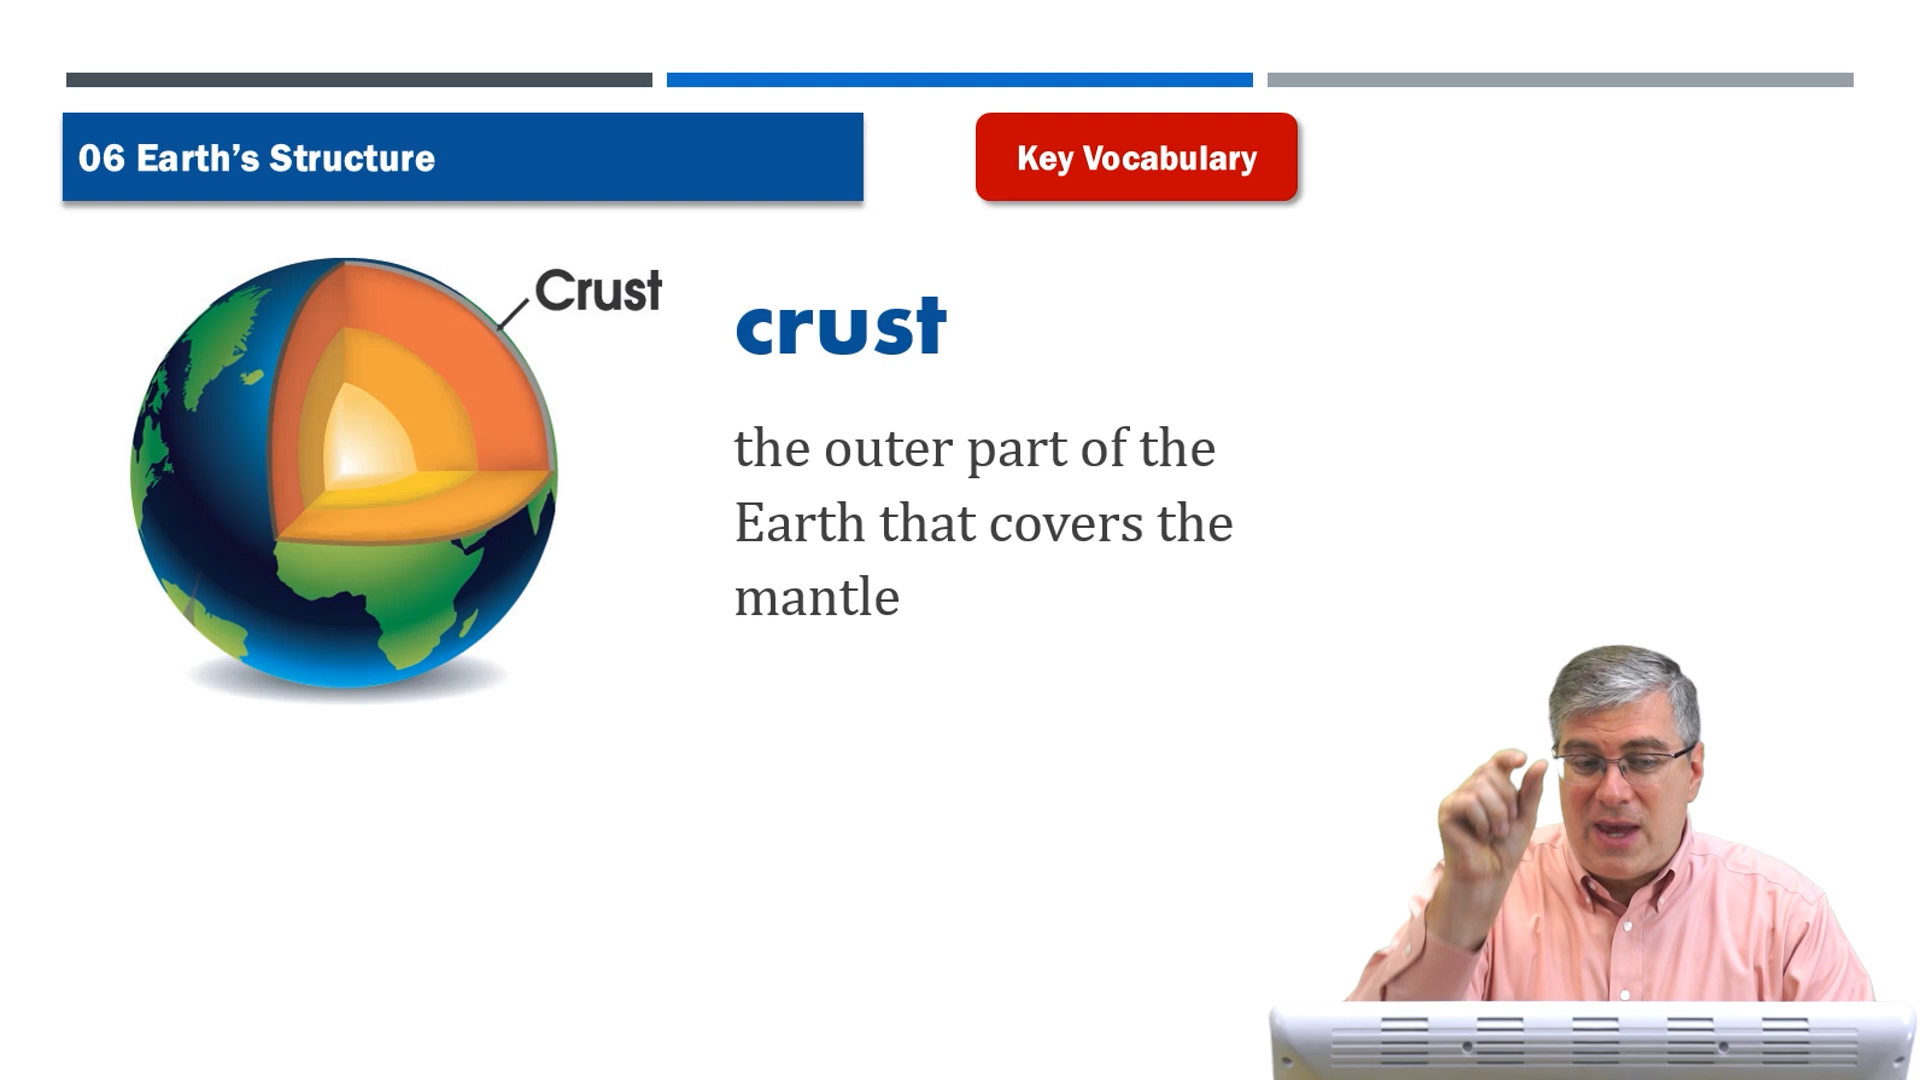 06 Earth’s Structure
Key Vocabulary
Crust
crust
the outer part of the
Earth that covers the
mantle